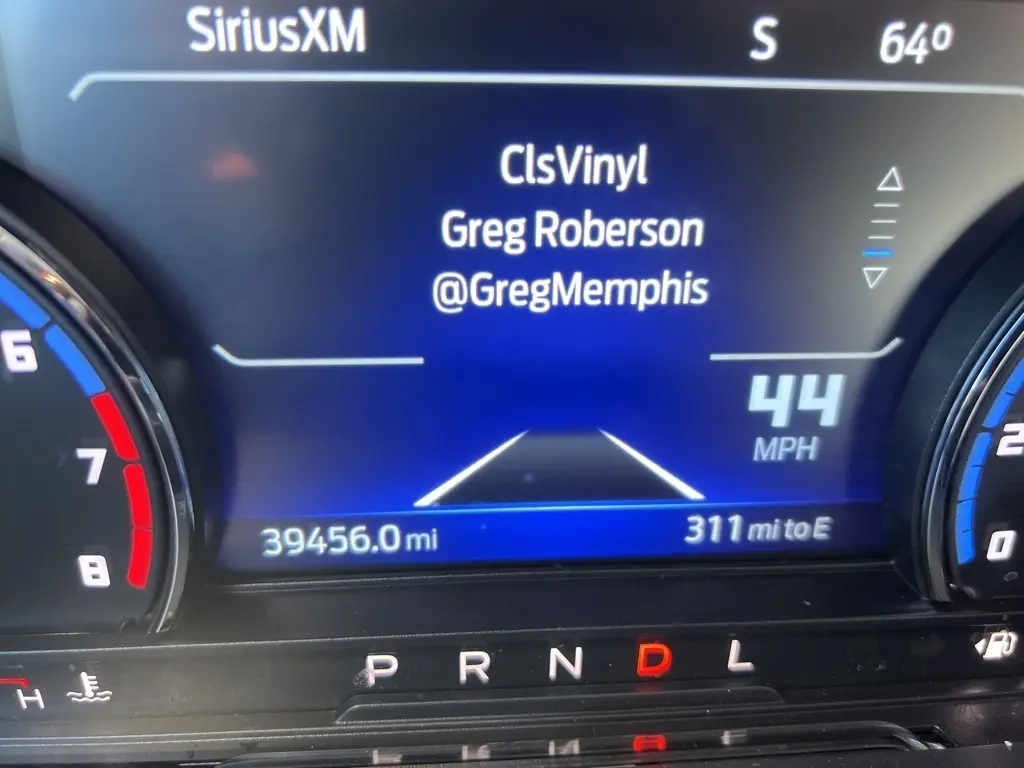 SiriusXM S 64°
ClsVinyl
Greg Roberson
@GregMemphis
6
44
MPH
7
2
39456.0 mi 311 mi to E
8
0
P R N D L
H